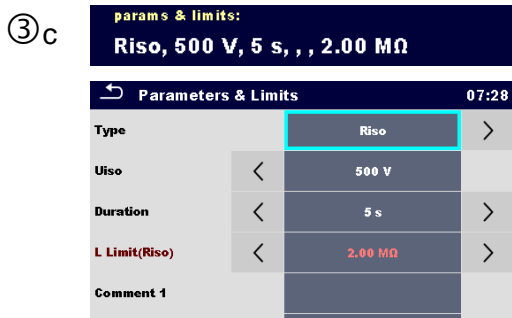 ③c
params & limits:
Riso, 500 V, 5 s, , , 2.00 MΩ
Parameters & Limits 07:28
Type Riso
Uiso 500 V
Duration 5 s
L Limit(Riso) 2.00 MΩ
Comment 1